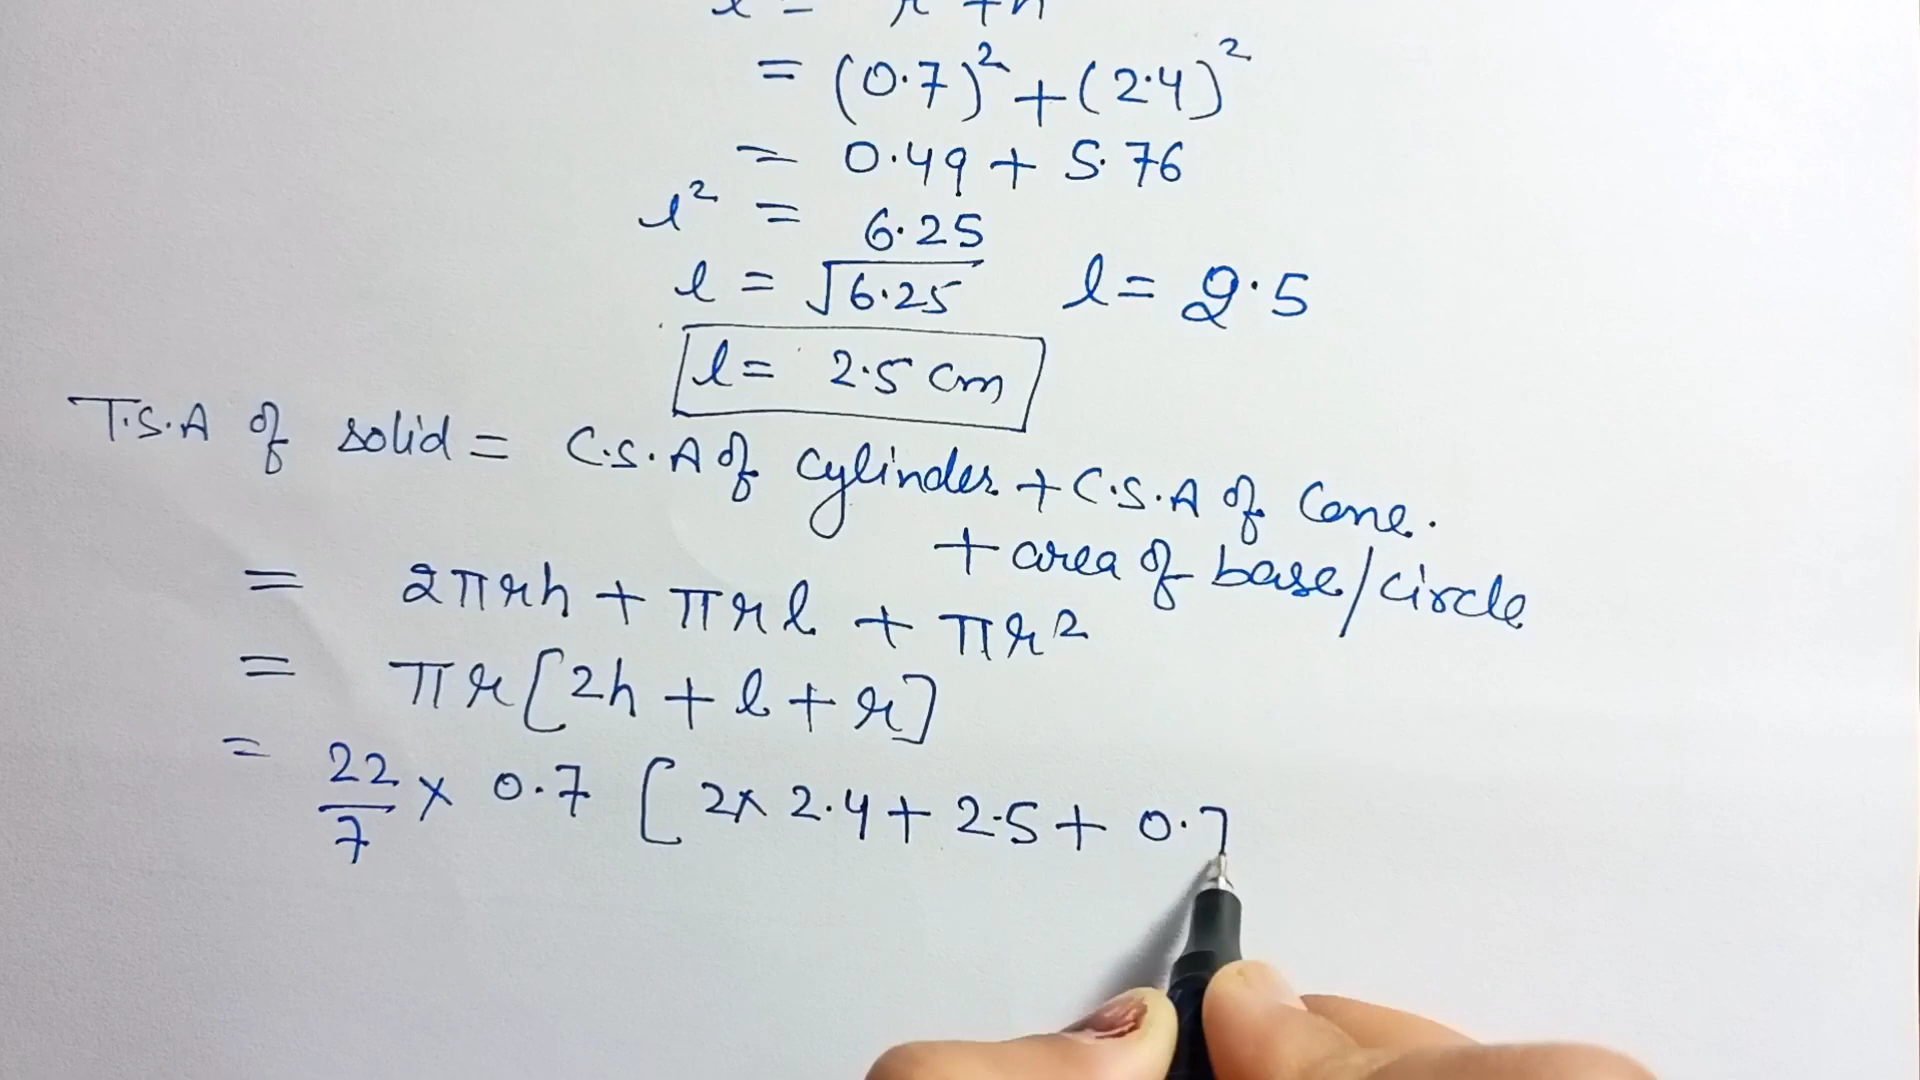 = (0.7)² + (2.4)²
= 0.49 + 5.76
l² = 6.25
l = √6.25 l = 2.5
l = 2.5 cm
T.S.A of solid = C.S.A of cylinder + C.S.A of Cone.
+ area of base/circle
= 2πrh + πrl + πr²
= πr[2h + l + r]
= 22/7 × 0.7 [2× 2.4 + 2.5 + 0.7